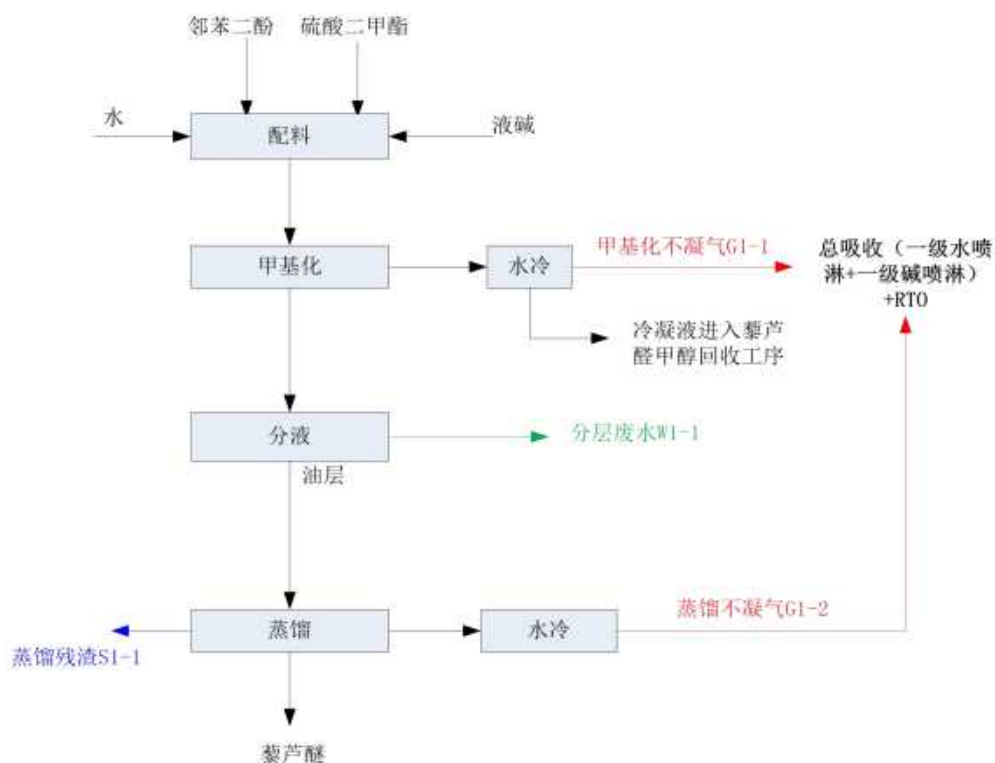 邻苯二酚
硫酸二甲酯
水
液碱
配料
甲基化
水冷
甲基化不凝气G1-1
总吸收（一级水喷
淋+一级碱喷淋）
+RTO
冷凝液进入藜芦
醛甲醇回收工序
分液
分层废水W1-1
油层
蒸馏
水冷
蒸馏不凝气G1-2
蒸馏残渣S1-1
藜芦醚